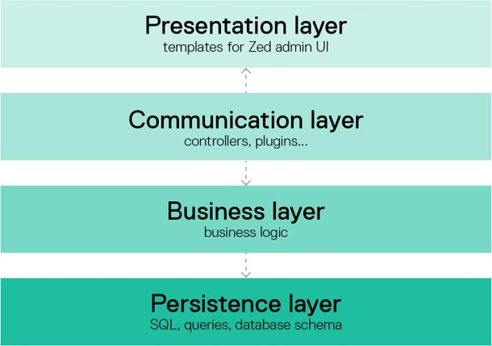 Presentation layer
templates for Zed admin UI
Communication layer
controllers, plugins...
Business layer
business logic
Persistence layer
SQL, queries, database schema